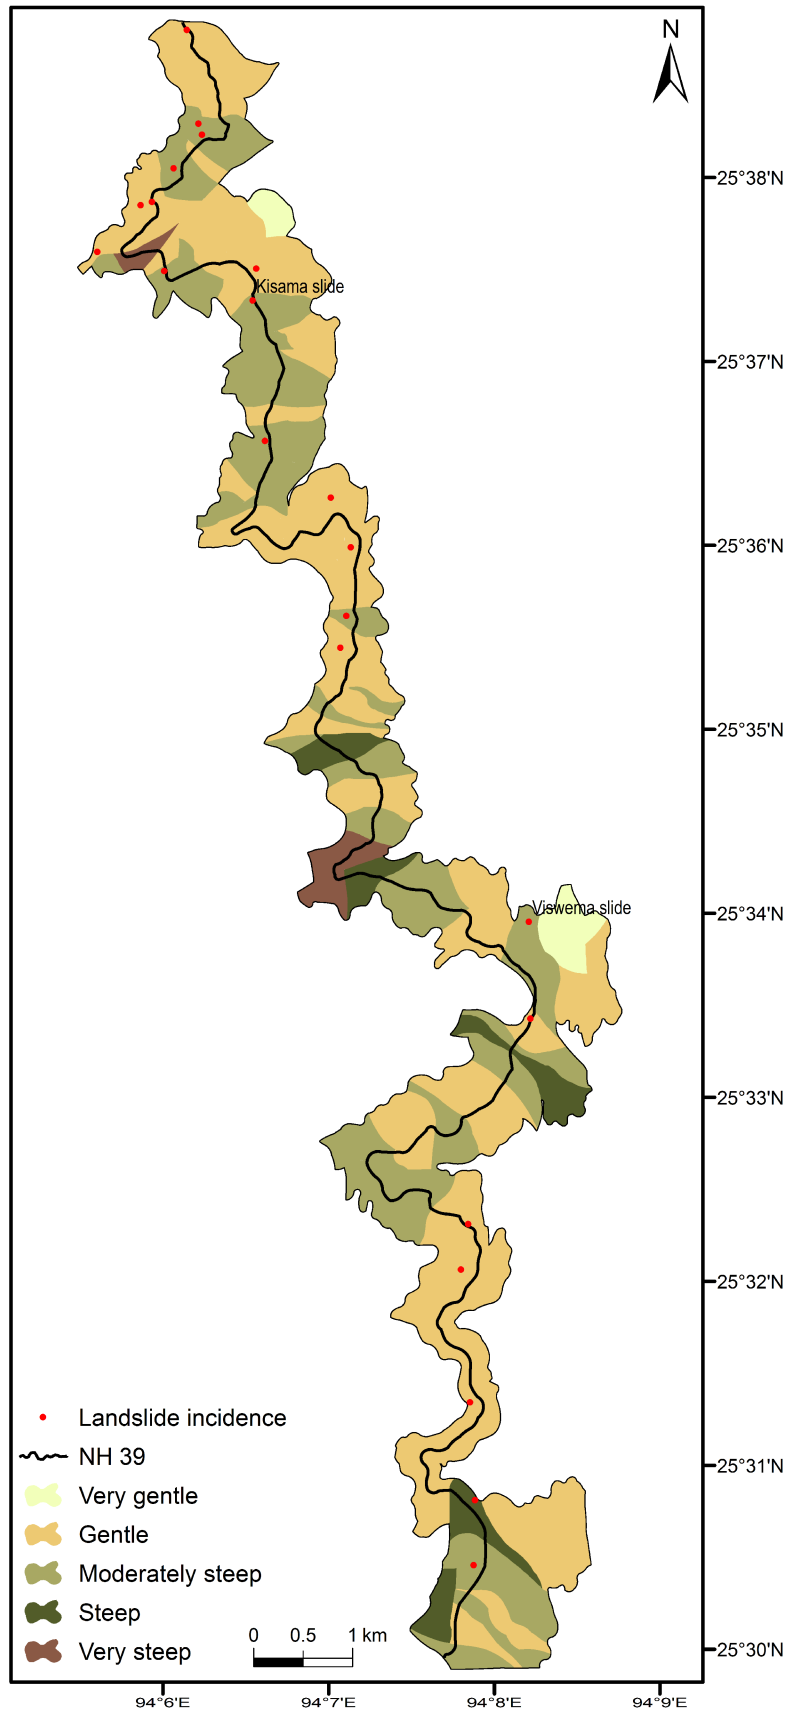 N
25°38'N
Kisama slide
25°37'N
25°36'N
25°35'N
Viswema slide
25°34'N
25°33'N
25°32'N
Landslide incidence
NH 39
25°31'N
Very gentle
Gentle
Moderately steep
Steep
0 0.5 1 km
Very steep
25°30'N
94°6'E 94°7'E 94°8'E 94°9'E